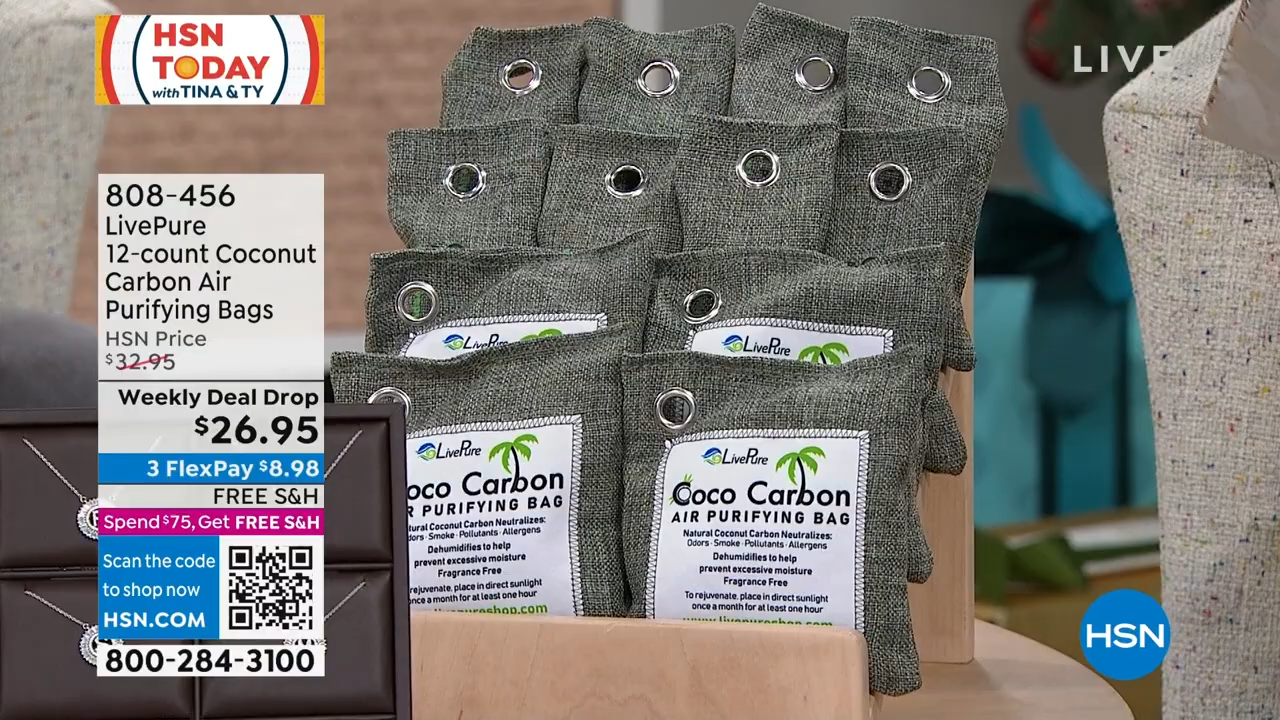 HSN
TODAY
with TINA & TY
LIVE
808-456
LivePure
12-count Coconut
Carbon Air
Purifying Bags
HSN Price
$32.95
Weekly Deal Drop
$26.95
3 FlexPay $8.98
FREE S&H
Spend $75, Get FREE S&H
Scan the code
to shop now
HSN.COM
800-284-3100
LivePure
LivePure
LivePure
oco Carbon
R PURIFYING BAG
tural Coconut Carbon Neutralizes:
dors · Smoke · Pollutants · Allergens
Dehumidifies to help
prevent excessive moisture
Fragrance Free
rejuvenate, place in direct sunlight
once a month for at least one hour
livepureshop.com
LivePure
Coco Carbon
AIR PURIFYING BAG
Natural Coconut Carbon Neutralizes:
Odors · Smoke · Pollutants · Allergens
Dehumidifies to help
prevent excessive moisture
Fragrance Free
To rejuvenate, place in direct sunlight
once a month for at least one hour
www.livepureshop.com
HSN